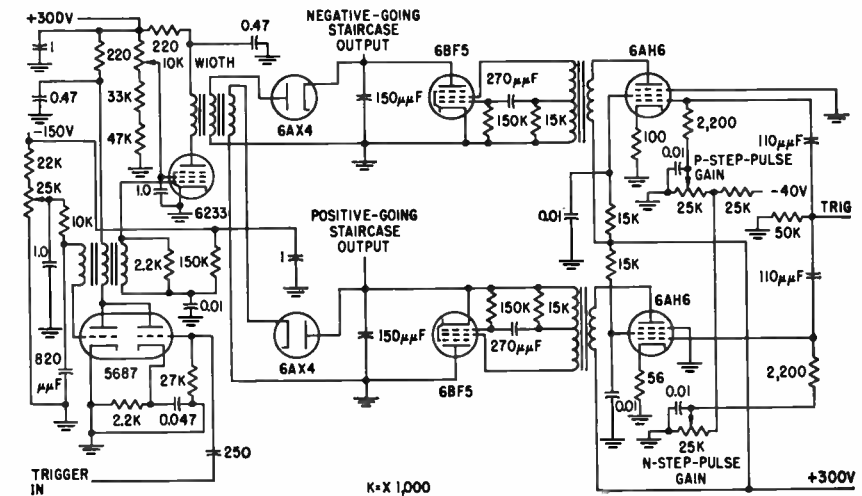 +300V
1
220
220
10K
WIDTH
0.47
0.47
33K
47K
-150V
22K
25K
10K
1.0
1.0
6233
6AX4
NEGATIVE-GOING
STAIRCASE
OUTPUT
150μμF
6BF5
270μμF
150K
15K
6AH6
100
2,200
0.01
P-STEP-PULSE
GAIN
110μμF
25K
25K
-40V
TRIG
50K
0.01
15K
15K
110μμF
2.2K
150K
0.01
1
POSITIVE-GOING
STAIRCASE
OUTPUT
6AX4
150μμF
6BF5
150K
15K
270μμF
6AH6
56
0.01
0.01
2,200
25K
N-STEP-PULSE
GAIN
+300V
820
μμF
5687
27K
2.2K
0.047
250
TRIGGER
IN
K=X 1,000